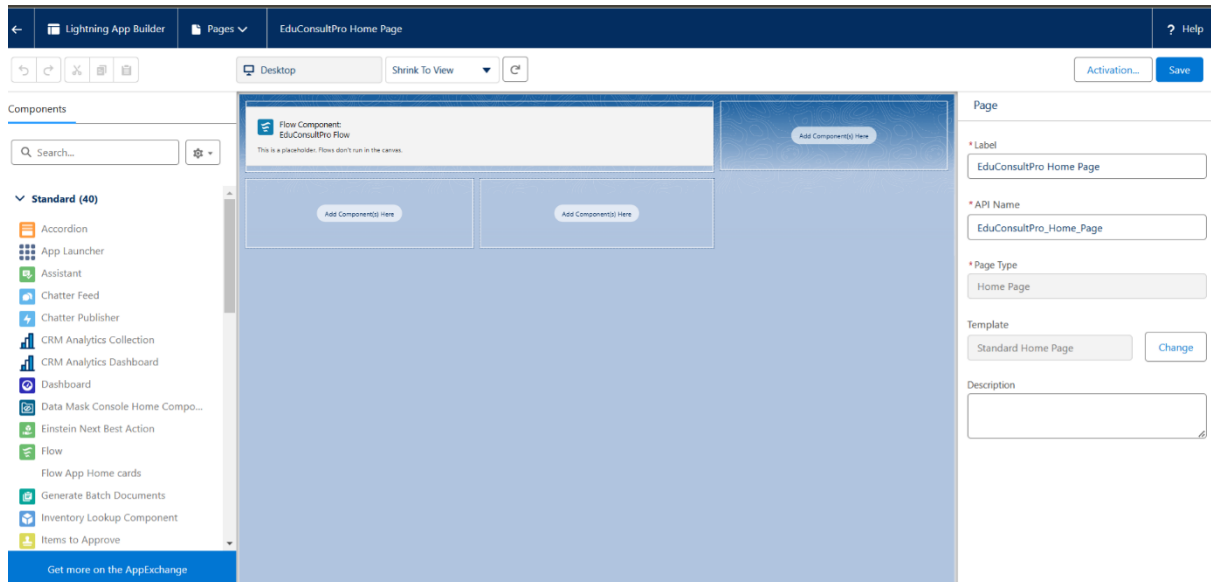 Lightning App Builder
Pages
EduConsultPro Home Page
? Help
Desktop
Shrink To View
Activation...
Save
Components
Search...
Standard (40)
Accordion
App Launcher
Assistant
Chatter Feed
Chatter Publisher
CRM Analytics Collection
CRM Analytics Dashboard
Dashboard
Data Mask Console Home Compo...
Einstein Next Best Action
Flow
Flow App Home cards
Generate Batch Documents
Inventory Lookup Component
Items to Approve
Get more on the AppExchange
Flow Component:
EduConsultPro Flow
This is a placeholder. Flows don't run in the canvas.
Add Component(s) Here
Add Component(s) Here
Add Component(s) Here
Page
*Label
EduConsultPro Home Page
*API Name
EduConsultPro_Home_Page
*Page Type
Home Page
Template
Standard Home Page
Change
Description